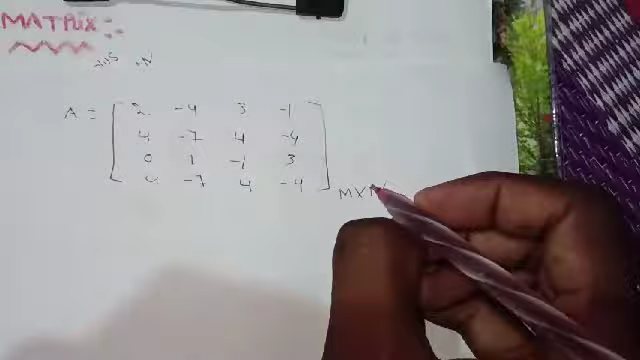 MATRIX:-
A = [ 2 -4 3 -1
4 -7 4 -4
0 1 -1 3
4 -7 4 -4 ] M×N